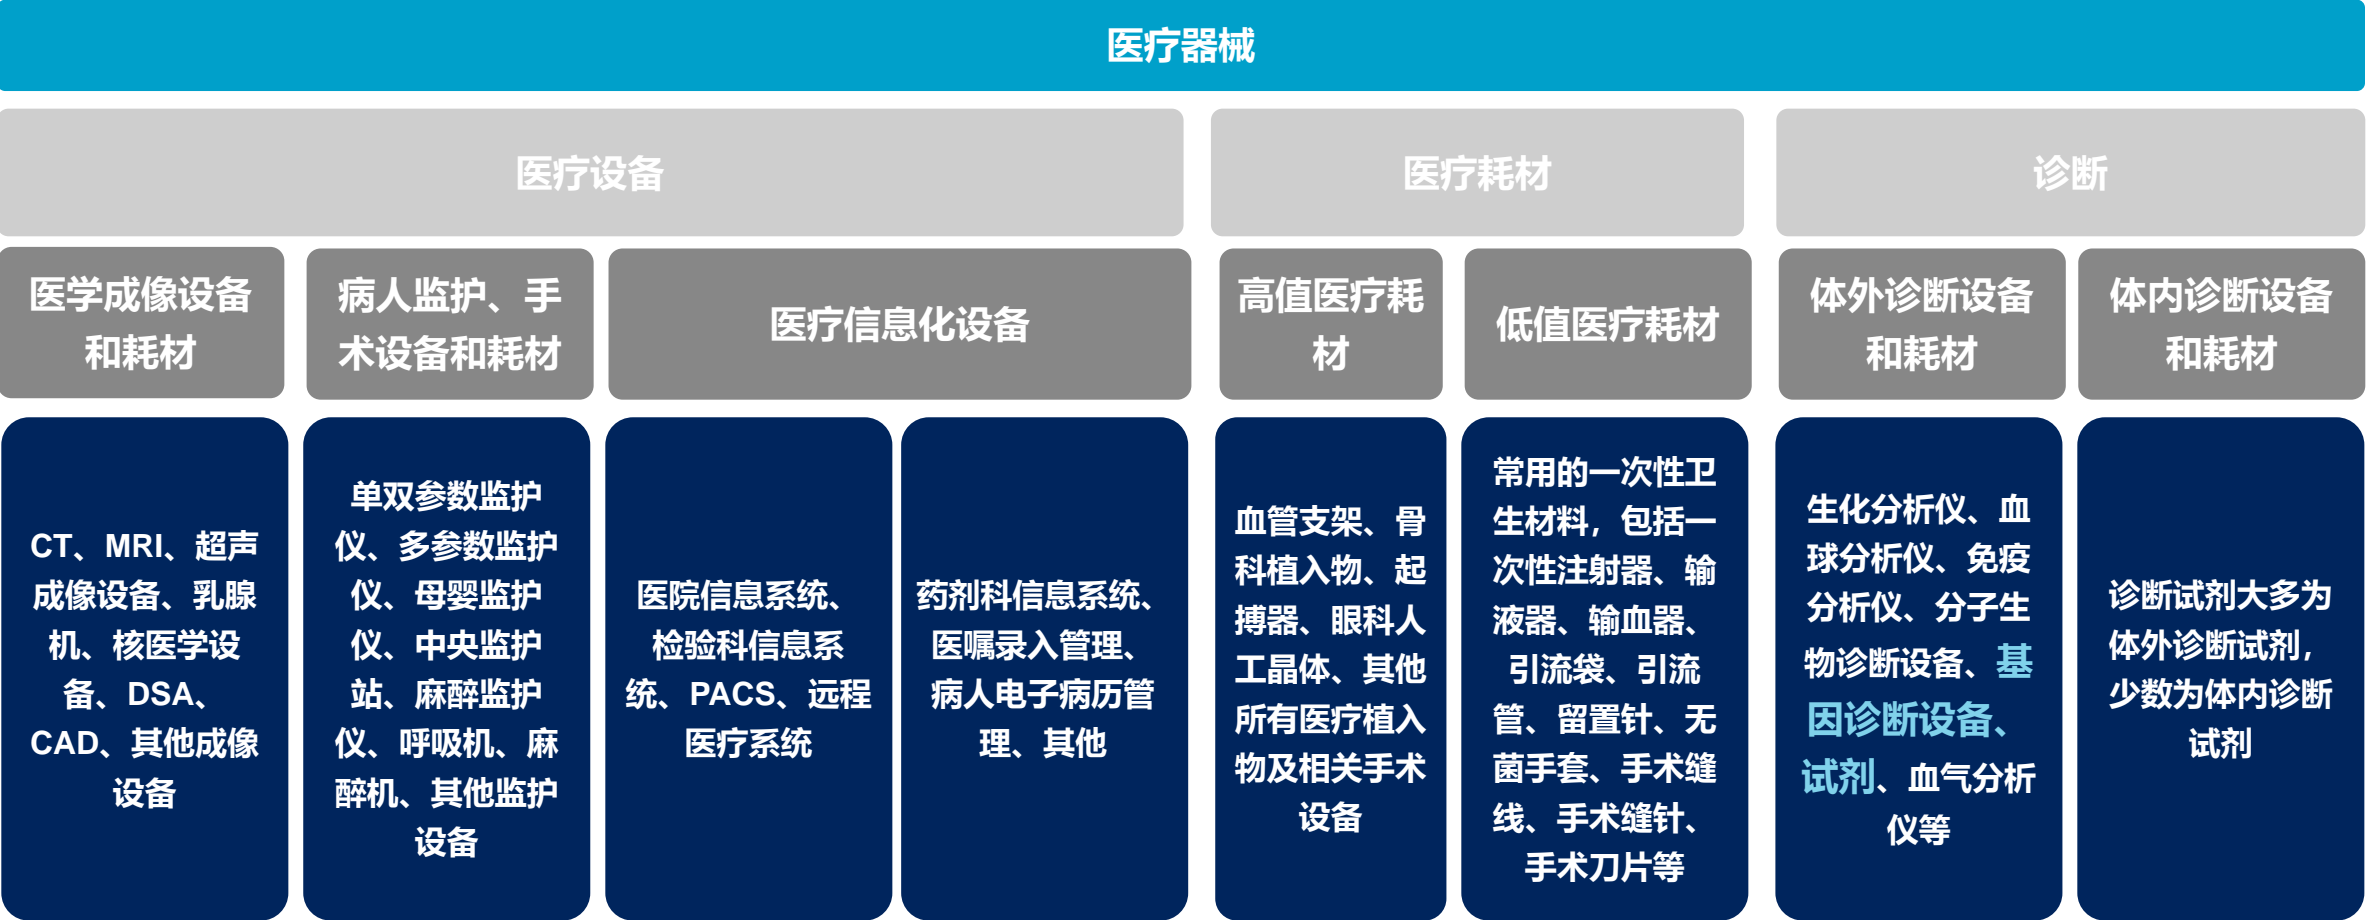 医疗器械
医疗设备
医疗耗材
诊断
医学成像设备
和耗材
病人监护、手
术设备和耗材
医疗信息化设备
高值医疗耗
材
低值医疗耗材
体外诊断设备
和耗材
体内诊断设备
和耗材
CT、MRI、超声
成像设备、乳腺
机、核医学设
备、DSA、
CAD、其他成像
设备
单双参数监护
仪、多参数监护
仪、母婴监护
仪、中央监护
站、麻醉监护
仪、呼吸机、麻
醉机、其他监护
设备
医院信息系统、
检验科信息系
统、PACS、远程
医疗系统
药剂科信息系统、
医嘱录入管理、
病人电子病历管
理、其他
血管支架、骨
科植入物、起
搏器、眼科人
工晶体、其他
所有医疗植入
物及相关手术
设备
常用的一次性卫
生材料，包括一
次性注射器、输
液器、输血器、
引流袋、引流
管、留置针、无
菌手套、手术缝
线、手术缝针、
手术刀片等
生化分析仪、血
球分析仪、免疫
分析仪、分子生
物诊断设备、基
因诊断设备、
试剂、血气分析
仪等
诊断试剂大多为
体外诊断试剂，
少数为体内诊断
试剂